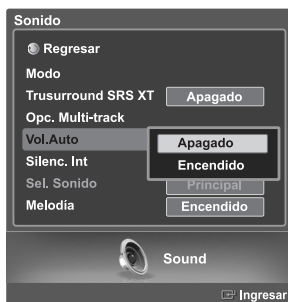 Sonido
Regresar
Modo
Trusurround SRS XT Apagado
Opc. Multi-track
Vol.Auto Apagado
Encendido
Silenc. Int
Sel. Sonido Principal
Melodía Encendido
Sound
Ingresar